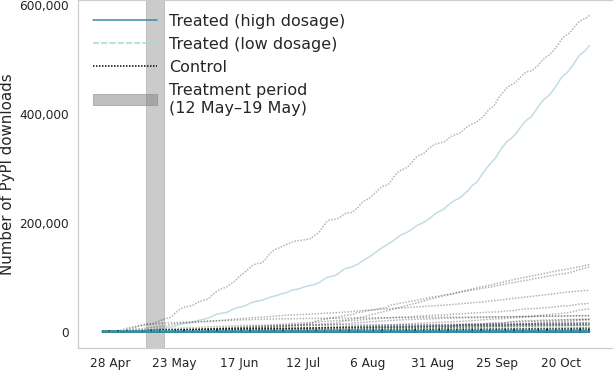 Number of PyPI downloads
600,000
400,000
200,000
0
Treated (high dosage)
Treated (low dosage)
Control
Treatment period
(12 May–19 May)
28 Apr 23 May 17 Jun 12 Jul 6 Aug 31 Aug 25 Sep 20 Oct